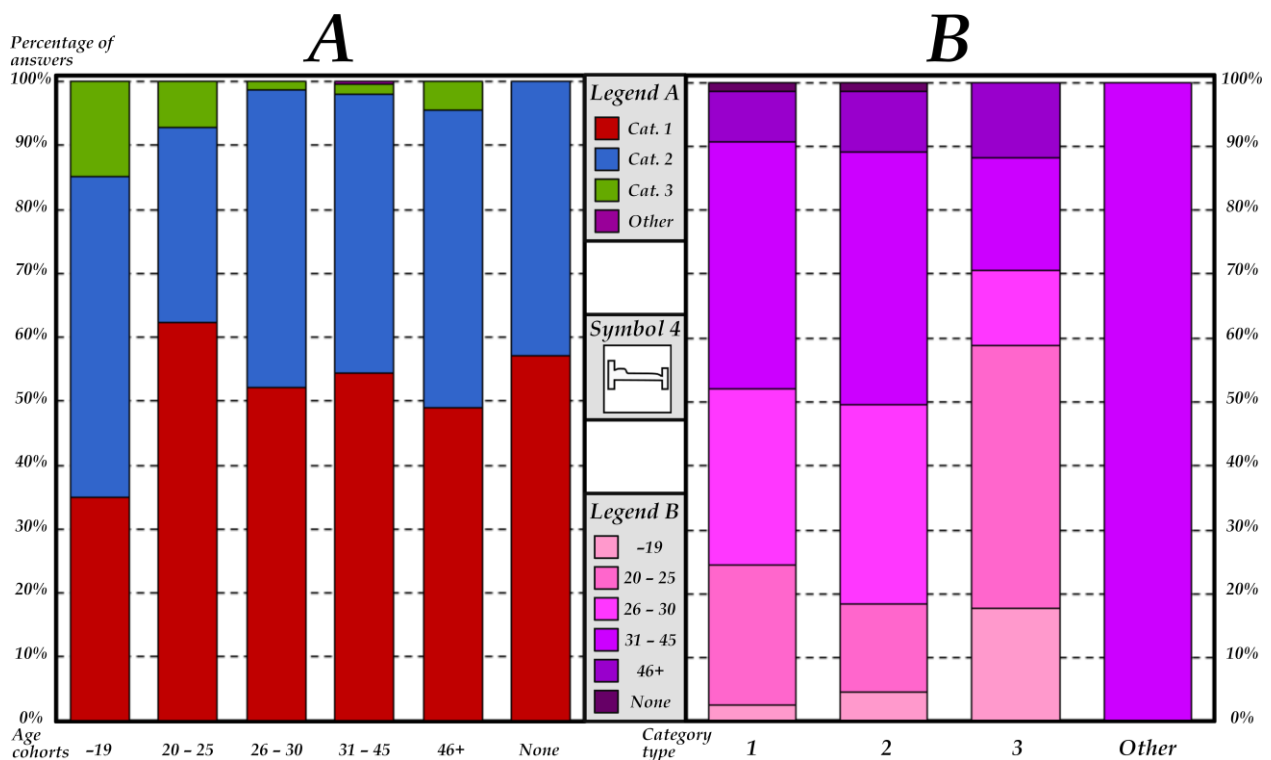 A
B
Percentage of
answers
100%
90%
80%
70%
60%
50%
40%
30%
20%
10%
0%
Legend A
Cat. 1
Cat. 2
Cat. 3
Other
Symbol 4
Legend B
–19
20 – 25
26 – 30
31 – 45
46+
None
100%
90%
80%
70%
60%
50%
40%
30%
20%
10%
0%
Age
cohorts –19 20 – 25 26 – 30 31 – 45 46+ None
Category
type 1 2 3 Other